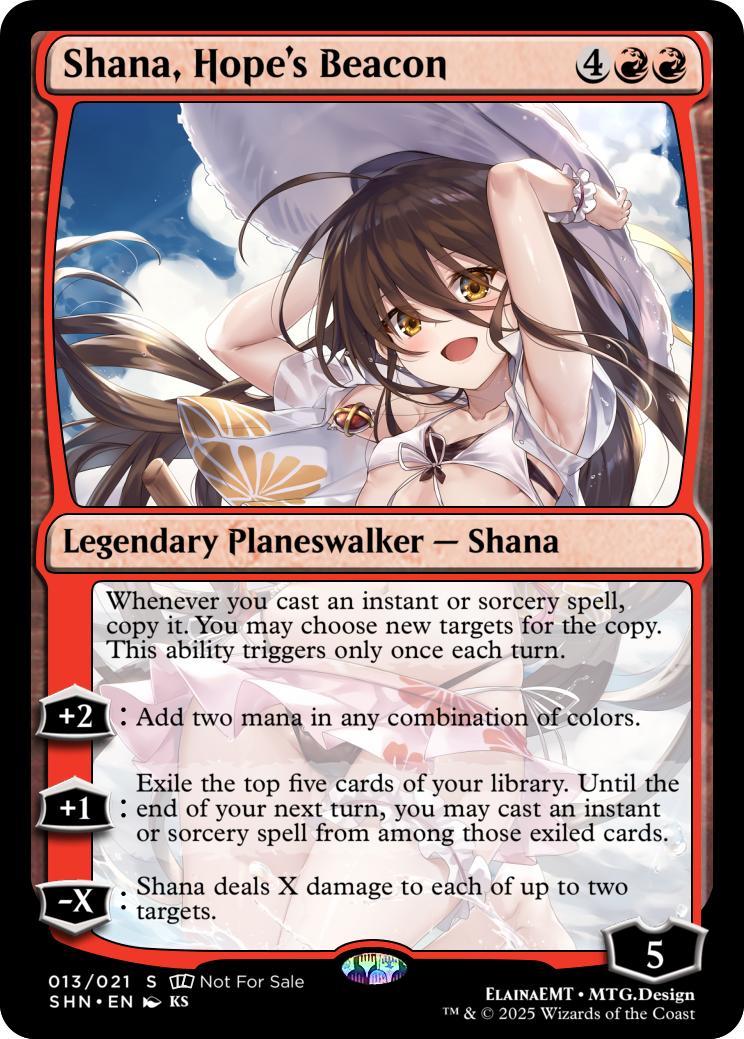 Shana, Hope's Beacon 4
Legendary Planeswalker — Shana
Whenever you cast an instant or sorcery spell,
copy it. You may choose new targets for the copy.
This ability triggers only once each turn.
+2 : Add two mana in any combination of colors.
Exile the top five cards of your library. Until the
+1 : end of your next turn, you may cast an instant
or sorcery spell from among those exiled cards.
−X : Shana deals X damage to each of up to two
targets.
5
013/021 S Not For Sale
SHN • EN KS
ElainaEMT • MTG.Design
™ & © 2025 Wizards of the Coast